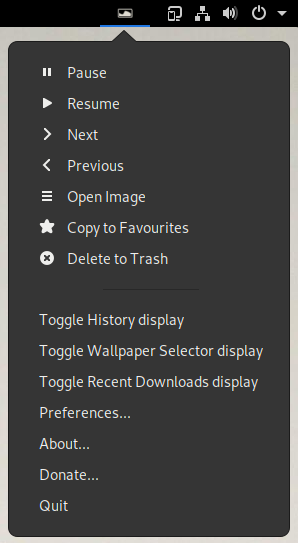 Pause
Resume
Next
Previous
Open Image
Copy to Favourites
Delete to Trash
Toggle History display
Toggle Wallpaper Selector display
Toggle Recent Downloads display
Preferences...
About...
Donate...
Quit